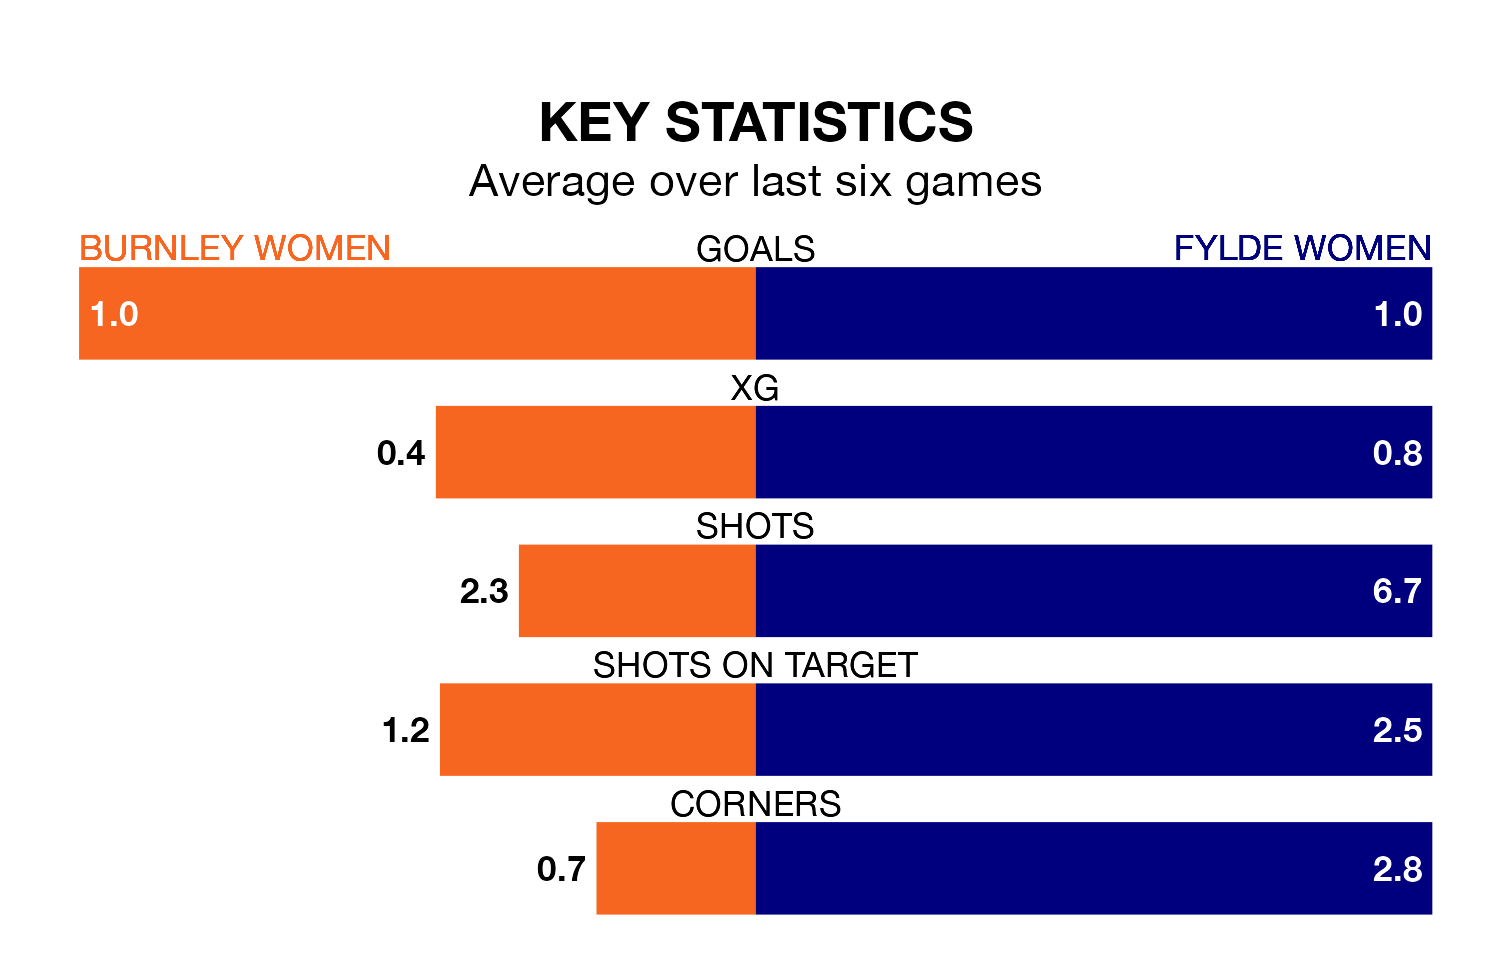 KEY STATISTICS
Average over last six games
BURNLEY WOMEN GOALS FYLDE WOMEN
1.0 1.0
XG
0.4 0.8
SHOTS
2.3 6.7
SHOTS ON TARGET
1.2 2.5
CORNERS
0.7 2.8